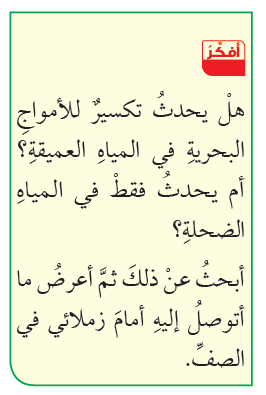 أفكّرُ
هلْ يحدثُ تكسيرٌ للأمواجِ
البحريةِ في المياهِ العميقةِ؟
أم يحدثُ فقطْ في المياهِ
الضحلةِ؟
أبحثُ عنْ ذلكَ ثمَّ أعرضُ ما
أتوصلُ إليهِ أمامَ زملائي في
الصفِّ.